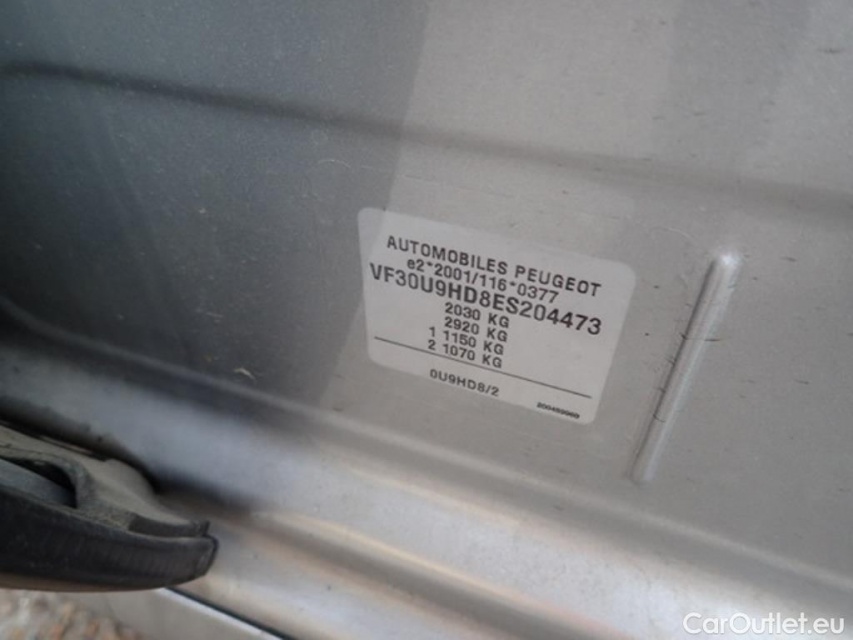 AUTOMOBILES PEUGEOT
e2*2001/116*0377
VF30U9HD8ES204473
2030 KG
2920 KG
1 1150 KG
2 1070 KG
0U9HD8/2
CarOutlet.eu